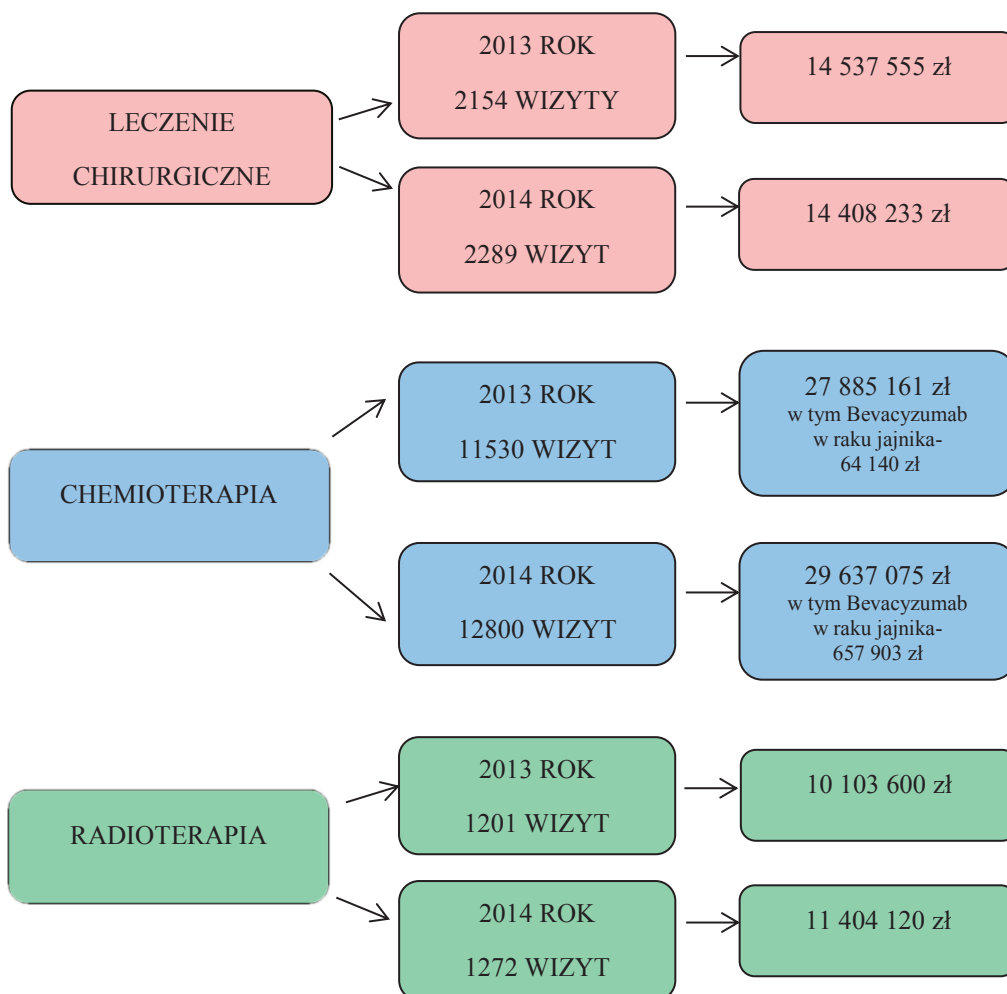 LECZENIE
CHIRURGICZNE
2013 ROK
2154 WIZYTY
14 537 555 zł
2014 ROK
2289 WIZYT
14 408 233 zł
CHEMIOTERAPIA
2013 ROK
11530 WIZYT
27 885 161 zł
w tym Bevacyzumab
w raku jajnika-
64 140 zł
2014 ROK
12800 WIZYT
29 637 075 zł
w tym Bevacyzumab
w raku jajnika-
657 903 zł
RADIOTERAPIA
2013 ROK
1201 WIZYT
10 103 600 zł
2014 ROK
1272 WIZYT
11 404 120 zł